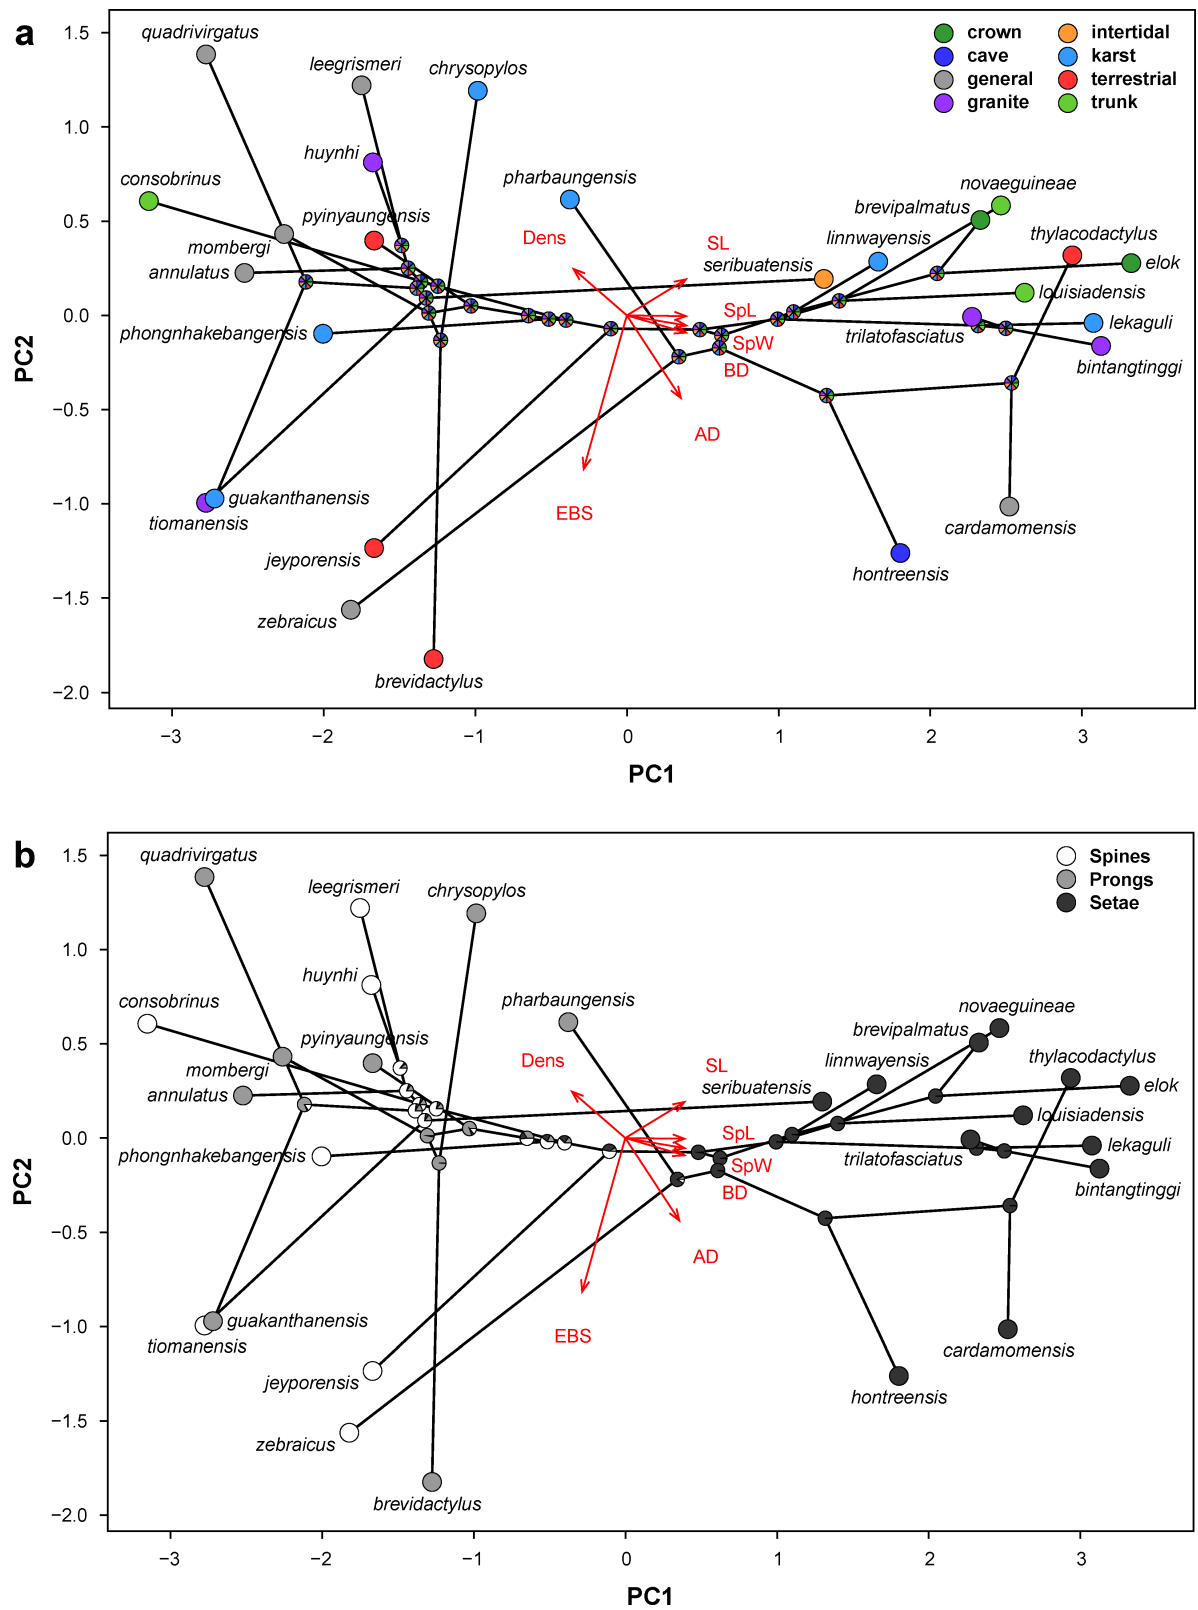 a
quadrivirgatus
leegrismeri
chrysopylos
huynhi
consobrinus
pharbaungensis
pyinyaungensis
mombergi
annulatus
phongnhakebangensis
guakanthanensis
tiomanensis
jeyporensis
zebraicus
brevidactylus
novaeguineae
brevipalmatus
linnwayensis
thylacodactylus
seribuatensis
elok
louisiadensis
lekaguli
trilatofasciatus
bintangtinggi
cardamomensis
hontreensis
Dens
SL
SpL
SpW
BD
AD
EBS
crown
cave
general
granite
intertidal
karst
terrestrial
trunk
1.5
1.0
0.5
0.0
−0.5
−1.0
−1.5
−2.0
PC2
−3
−2
−1
0
1
2
3
PC1
b
quadrivirgatus
leegrismeri
chrysopylos
huynhi
consobrinus
pharbaungensis
pyinyaungensis
mombergi
annulatus
phongnhakebangensis
guakanthanensis
tiomanensis
jeyporensis
zebraicus
brevidactylus
novaeguineae
brevipalmatus
linnwayensis
thylacodactylus
seribuatensis
elok
louisiadensis
lekaguli
trilatofasciatus
bintangtinggi
cardamomensis
hontreensis
Dens
SL
SpL
SpW
BD
AD
EBS
Spines
Prongs
Setae
1.5
1.0
0.5
0.0
−0.5
−1.0
−1.5
−2.0
PC2
−3
−2
−1
0
1
2
3
PC1